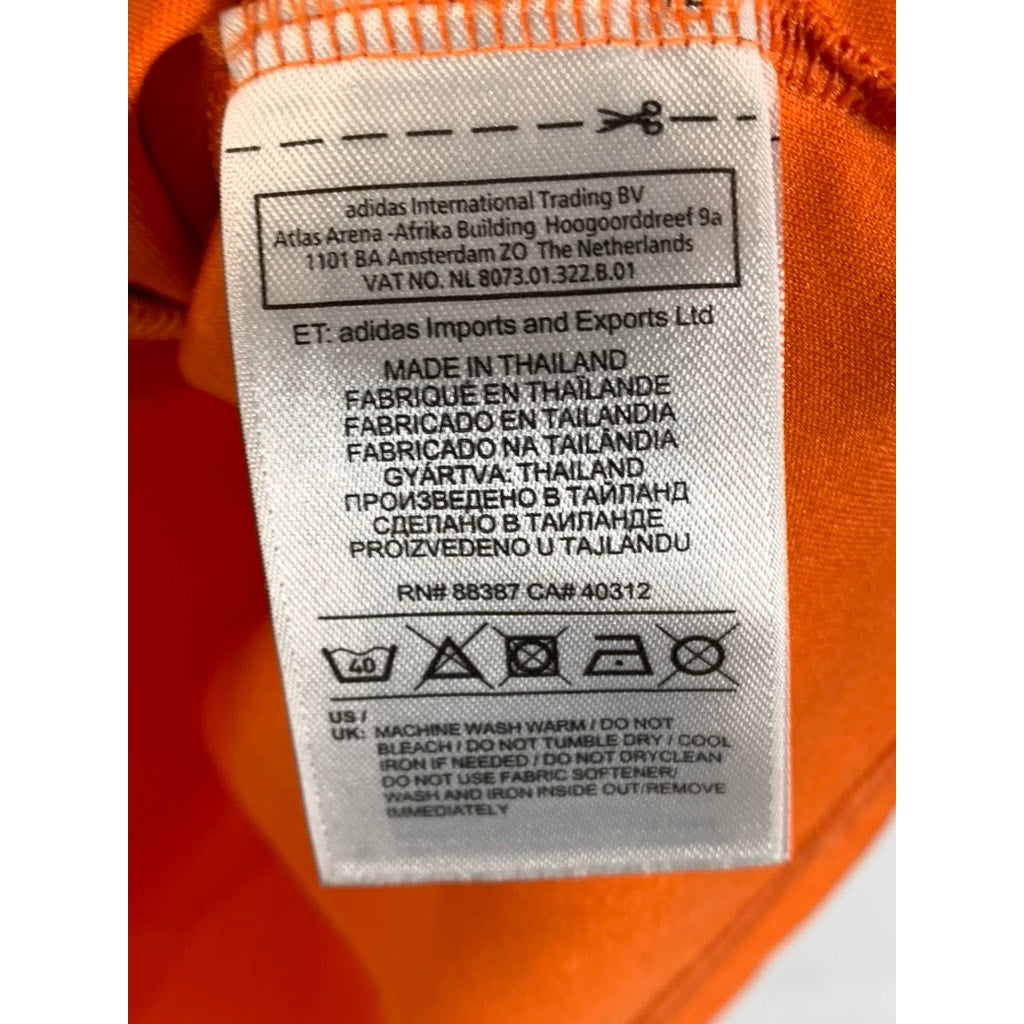 adidas International Trading BV
Atlas Arena -Afrika Building Hoogoorddreef 9a
1101 BA Amsterdam ZO The Netherlands
VAT NO. NL 8073.01.322.B.01
ET: adidas Imports and Exports Ltd
MADE IN THAILAND
FABRIQUÉ EN THAÏLANDE
FABRICADO EN TAILANDIA
FABRICADO NA TAILÂNDIA
GYÁRTVA: THAILAND
ПРОИЗВЕДЕНО В ТАЙЛАНД
СДЕЛАНО В ТАИЛАНДЕ
PROIZVEDENO U TAJLANDU
RN# 88387 CA# 40312
40
US /
UK: MACHINE WASH WARM / DO NOT
BLEACH / DO NOT TUMBLE DRY / COOL
IRON IF NEEDED / DO NOT DRYCLEAN
DO NOT USE FABRIC SOFTENER/
WASH AND IRON INSIDE OUT/REMOVE
IMMEDIATELY